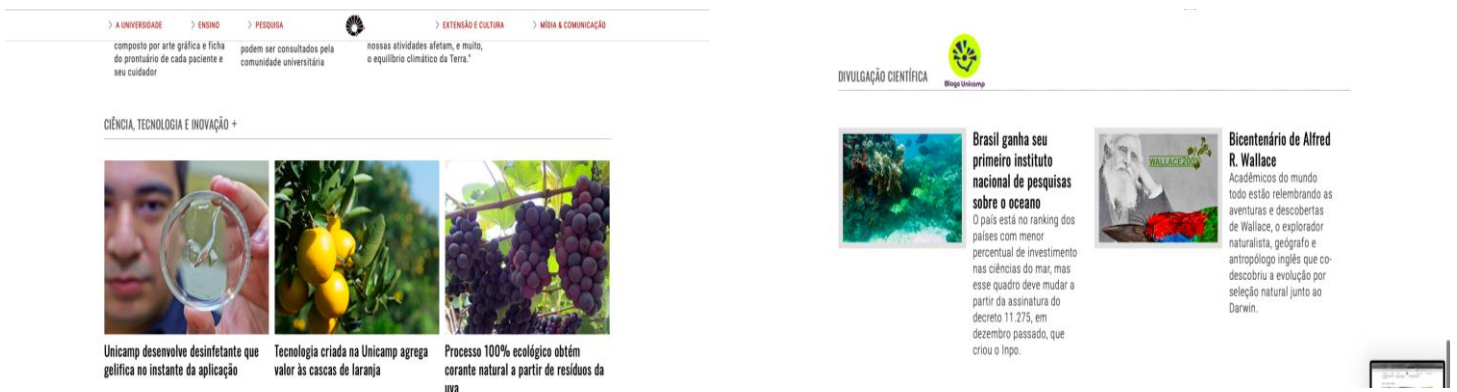 A UNIVERSIDADE
ENSINO
PESQUISA
EXTENSÃO E CULTURA
MÍDIA & COMUNICAÇÃO
composto por arte gráfica e ficha
do prontuário de cada paciente e
seu cuidador
podem ser consultados pela
comunidade universitária
nossas atividades afetam, e muito,
o equilíbrio climático da Terra."
CIÊNCIA, TECNOLOGIA E INOVAÇÃO +
Unicamp desenvolve desinfetante que
gelifica no instante da aplicação
Tecnologia criada na Unicamp agrega
valor às cascas de laranja
Processo 100% ecológico obtém
corante natural a partir de resíduos da
uva
DIVULGAÇÃO CIENTÍFICA
Blogs Unicamp
Brasil ganha seu
primeiro instituto
nacional de pesquisas
sobre o oceano
O país está no ranking dos
países com menor
percentual de investimento
nas ciências do mar, mas
esse quadro deve mudar a
partir da assinatura do
decreto 11.275, em
dezembro passado, que
criou o Inpo.
WALLACE200
Bicentenário de Alfred
R. Wallace
Acadêmicos do mundo
todo estão relembrando as
aventuras e descobertas
de Wallace, o explorador
naturalista, geógrafo e
antropólogo inglês que co-
descobriu a evolução por
seleção natural junto ao
Darwin.